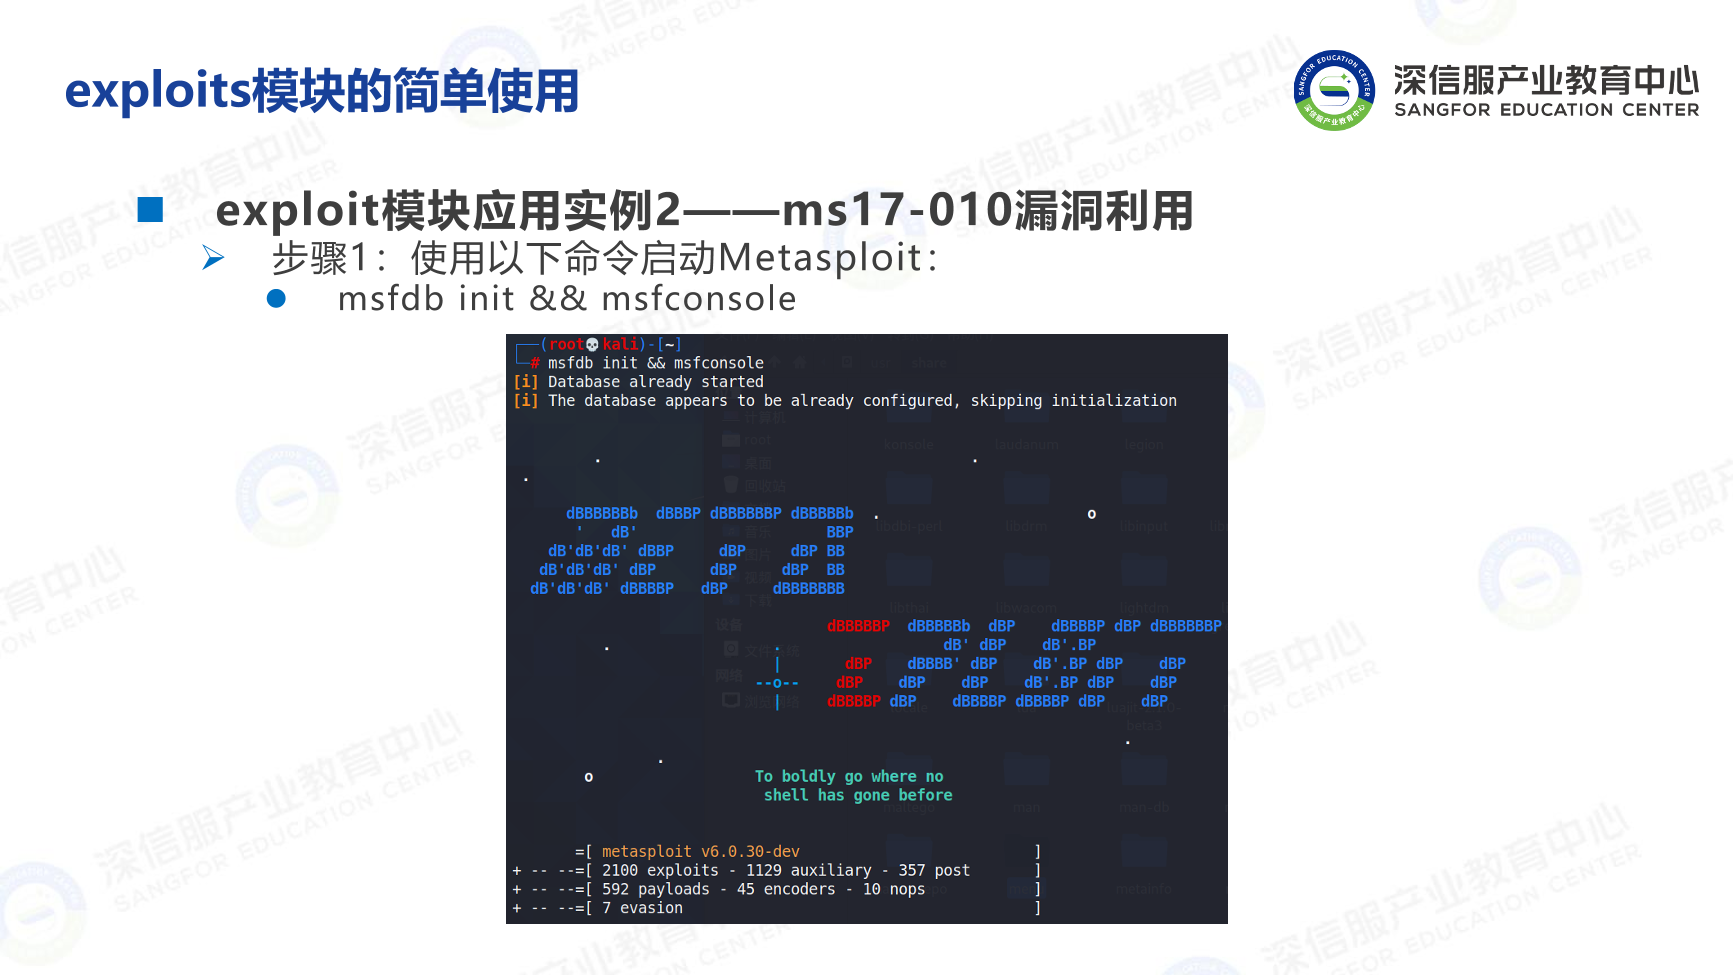 exploits模块的简单使用
深信服产业教育中心
SANGFOR EDUCATION CENTER
exploit模块应用实例2——ms17-010漏洞利用
步骤1：使用以下命令启动Metasploit：
msfdb init && msfconsole
(root💀kali)-[~]
# msfdb init && msfconsole
[i] Database already started
[i] The database appears to be already configured, skipping initialization
dBBBBBBb  dBBBP dBBBBBBP dBBBBBb  .                       o
'   dB'                     BBP
dB'dB'dB' dBBP     dBP     dBP BB
dB'dB'dB' dBP      dBP     dBP  BB
dB'dB'dB' dBBBBP   dBP     dBBBBBBB
dBBBBBP  dBBBBBb  dBP    dBBBBP dBP dBBBBBBP
.                  .                  dB' dBP    dB'.BP
|       dBP    dBBBB' dBP    dB'.BP dBP    dBP
--o--    dBP    dBP    dBP    dB'.BP dBP    dBP
|     dBBBBP dBP    dBBBBP dBBBBP dBP    dBP
o                  To boldly go where no
shell has gone before
=[ metasploit v6.0.30-dev                          ]
+ -- --=[ 2100 exploits - 1129 auxiliary - 357 post       ]
+ -- --=[ 592 payloads - 45 encoders - 10 nops            ]
+ -- --=[ 7 evasion                                       ]